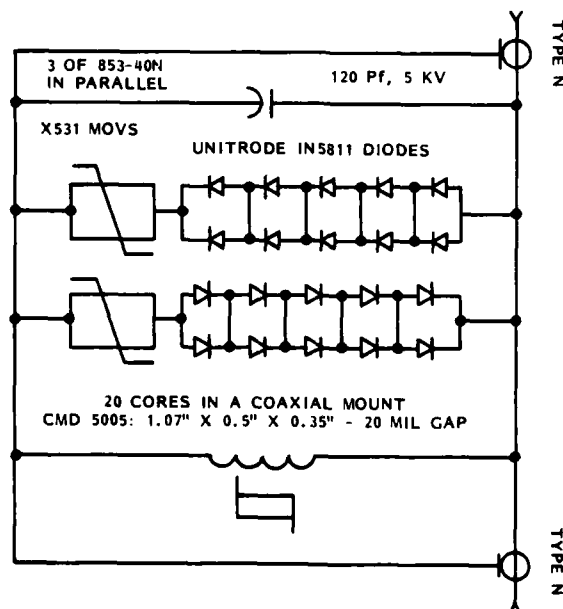 TYPE N
3 OF 853-40N
IN PARALLEL
120 Pf, 5 KV
X531 MOVS
UNITRODE IN5811 DIODES
20 CORES IN A COAXIAL MOUNT
CMD 5005: 1.07" X 0.5" X 0.35" - 20 MIL GAP
TYPE N